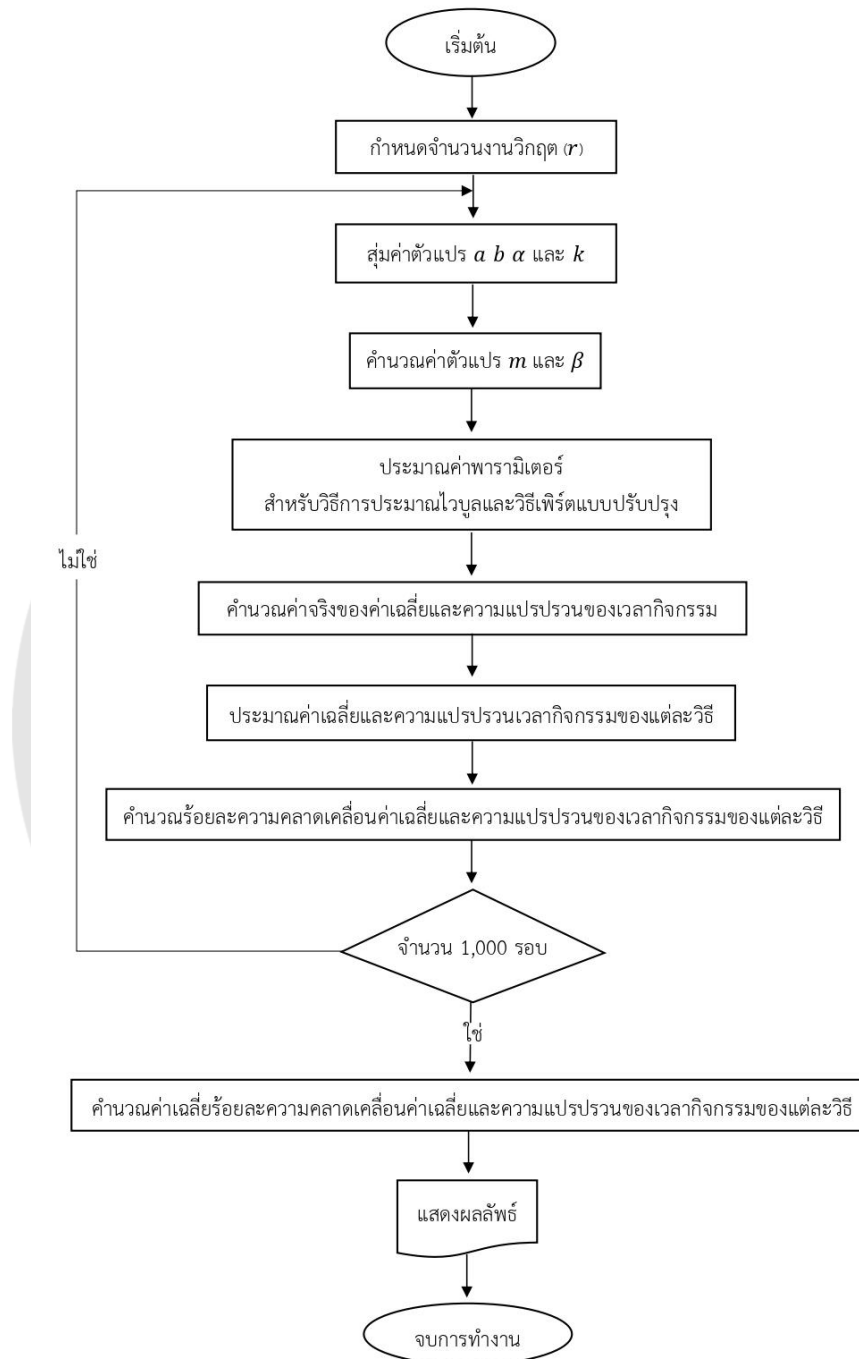 เริ่มต้น
กำหนดจำนวนงานวิกฤต (r)
สุ่มค่าตัวแปร a b α และ k
คำนวณค่าตัวแปร m และ β
ประมาณค่าพารามิเตอร์
สำหรับวิธีการประมาณไวบูลและวิธีเพิร์ตแบบปรับปรุง
ไม่ใช่
คำนวณค่าจริงของค่าเฉลี่ยและความแปรปรวนของเวลากิจกรรม
ประมาณค่าเฉลี่ยและความแปรปรวนเวลากิจกรรมของแต่ละวิธี
คำนวณร้อยละความคลาดเคลื่อนค่าเฉลี่ยและความแปรปรวนของเวลากิจกรรมของแต่ละวิธี
จำนวน 1,000 รอบ
ใช่
คำนวณค่าเฉลี่ยร้อยละความคลาดเคลื่อนค่าเฉลี่ยและความแปรปรวนของเวลากิจกรรมของแต่ละวิธี
แสดงผลลัพธ์
จบการทำงาน